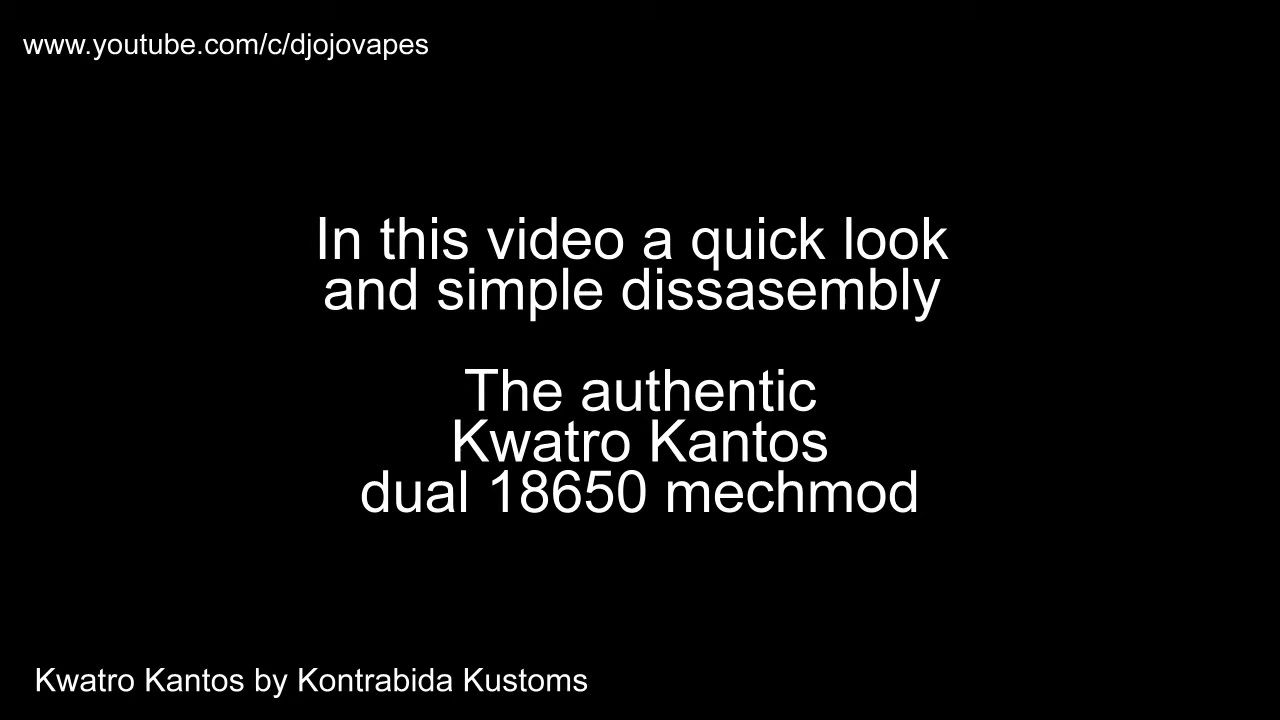 www.youtube.com/c/djojovapes
In this video a quick look
and simple dissasembly
The authentic
Kwatro Kantos
dual 18650 mechmod
Kwatro Kantos by Kontrabida Kustoms